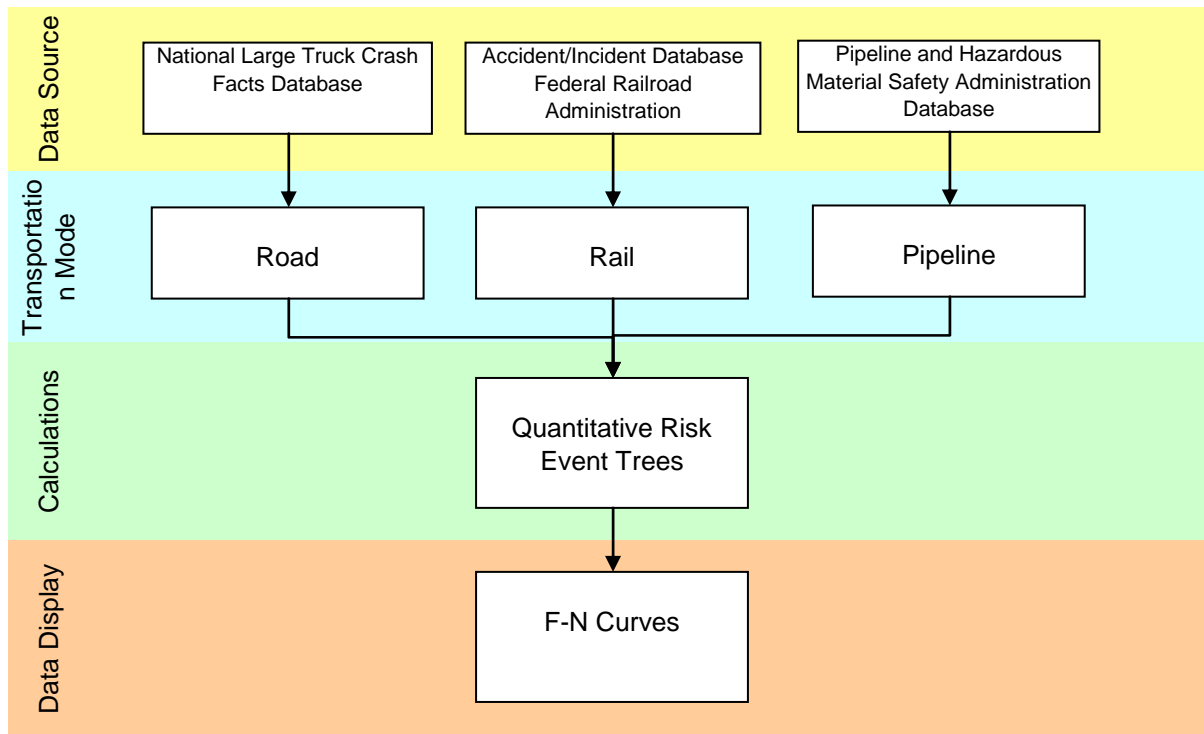 Data Source
National Large Truck Crash
Facts Database
Accident/Incident Database
Federal Railroad
Administration
Pipeline and Hazardous
Material Safety Administration
Database
Transportatio
n Mode
Road
Rail
Pipeline
Calculations
Quantitative Risk
Event Trees
Data Display
F-N Curves